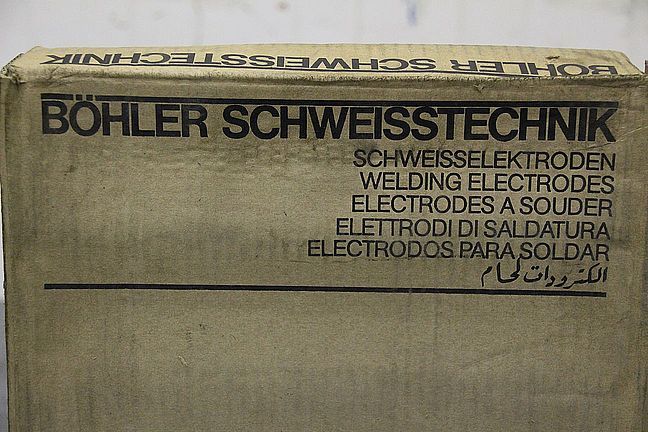 BÖHLER SCHWEISSTECHNIK
BÖHLER SCHWEISSTECHNIK
SCHWEISSELEKTRODEN
WELDING ELECTRODES
ELECTRODES A SOUDER
ELETTRODI DI SALDATURA
ELECTRODOS PARA SOLDAR
الكترودات لحام